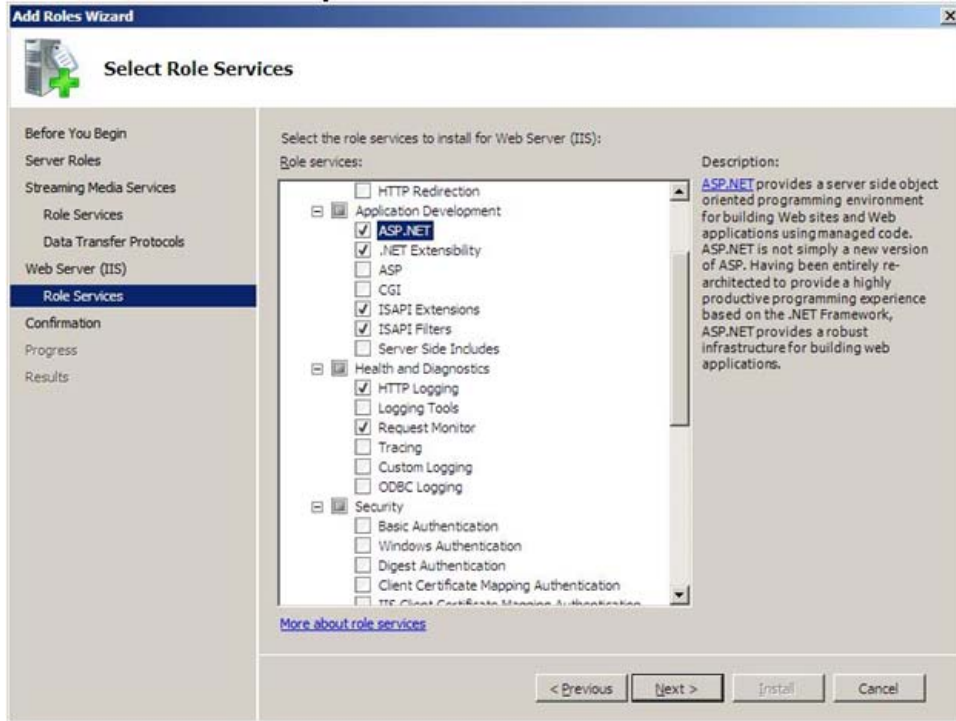 Add Roles Wizard
Select Role Services
Before You Begin
Server Roles
Streaming Media Services
Role Services
Data Transfer Protocols
Web Server (IIS)
Role Services
Confirmation
Progress
Results
Select the role services to install for Web Server (IIS):
Role services:
HTTP Redirection
Application Development
ASP.NET
.NET Extensibility
ASP
CGI
ISAPI Extensions
ISAPI Filters
Server Side Includes
Health and Diagnostics
HTTP Logging
Logging Tools
Request Monitor
Tracing
Custom Logging
ODBC Logging
Security
Basic Authentication
Windows Authentication
Digest Authentication
Client Certificate Mapping Authentication
IIS Client Certificate Mapping Authentication
More about role services
Description:
ASP.NET provides a server side object
oriented programming environment
for building Web sites and Web
applications using managed code.
ASP.NET is not simply a new version
of ASP. Having been entirely re-
architected to provide a highly
productive programming experience
based on the .NET Framework,
ASP.NET provides a robust
infrastructure for building web
applications.
< Previous
Next >
Install
Cancel